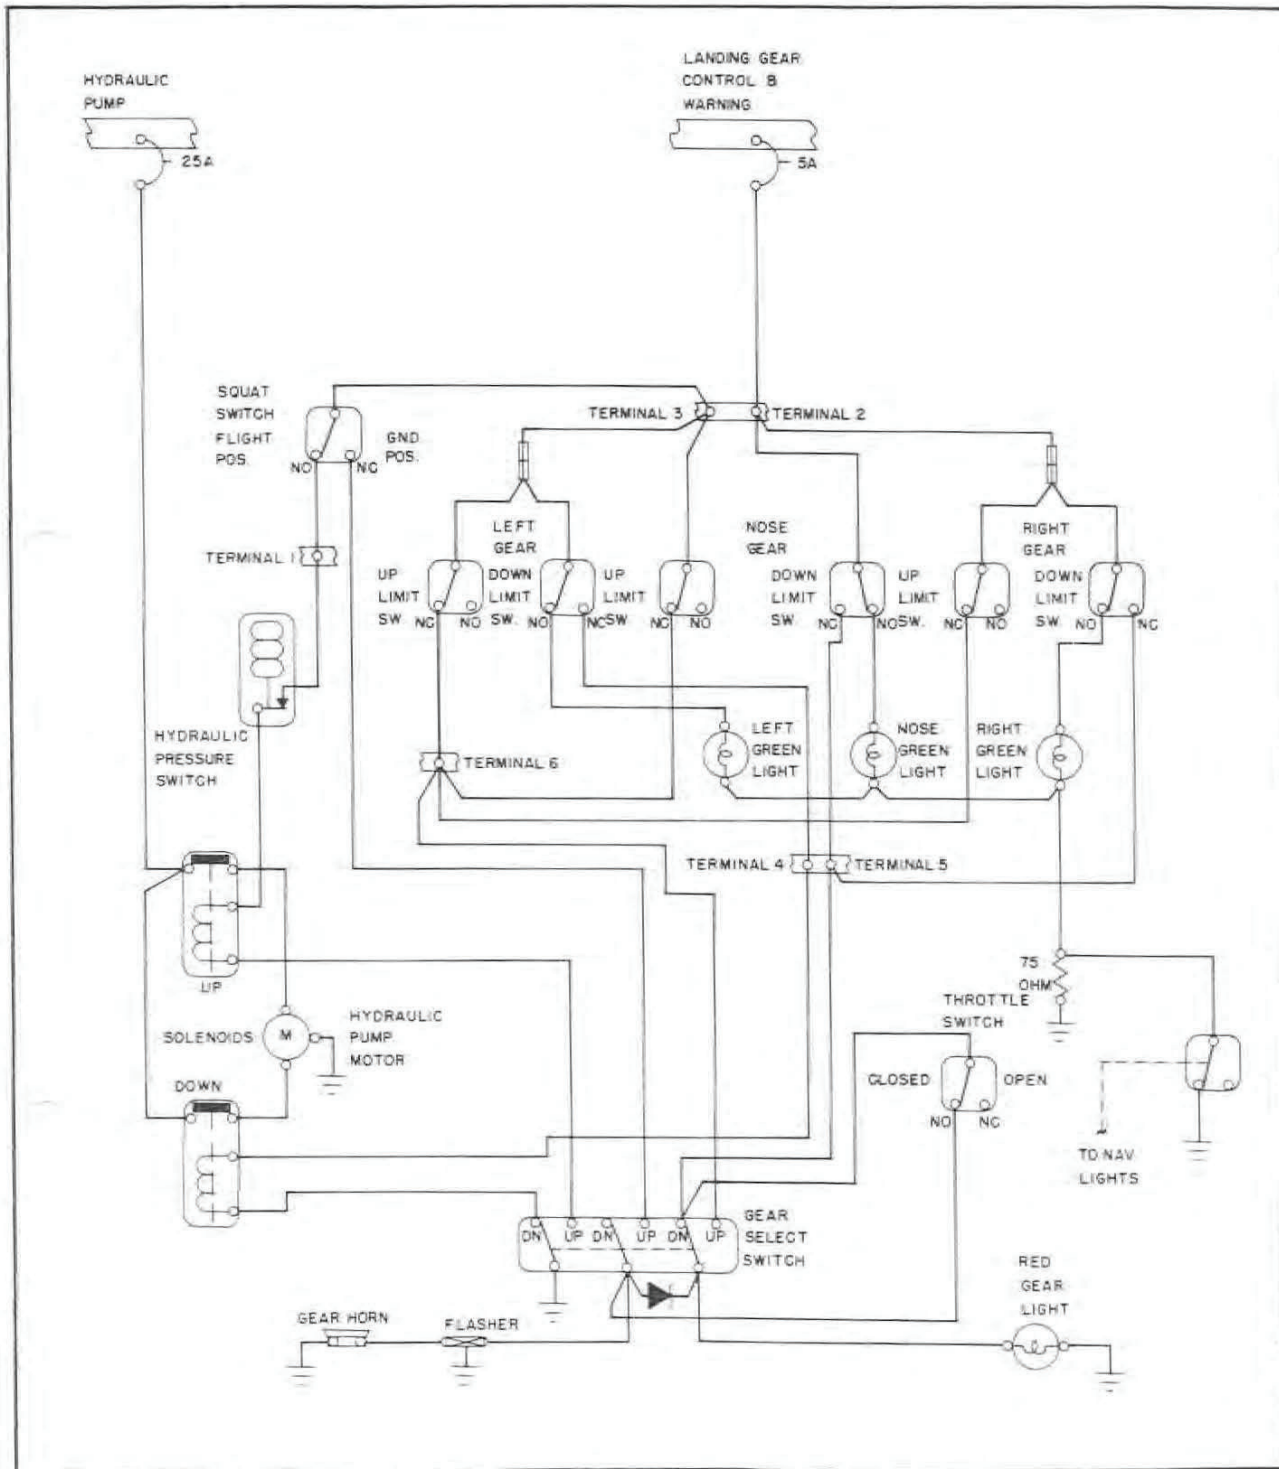 HYDRAULIC
PUMP
25A
LANDING GEAR
CONTROL 8
WARNING
5A
SQUAT
SWITCH
FLIGHT
POS.
GND
POS.
NO
NC
TERMINAL 3
TERMINAL 2
TERMINAL 1
LEFT
GEAR
NOSE
GEAR
RIGHT
GEAR
UP
LIMIT
SW
NC
NO
DOWN
LIMIT
SW.
NO
NC
UP
LIMIT
SW
NC
NO
DOWN
LIMIT
SW.
NC
NO
UP
LIMIT
SW.
NC
NO
DOWN
LIMIT
SW.
NO
NC
HYDRAULIC
PRESSURE
SWITCH
TERMINAL 6
LEFT
GREEN
LIGHT
NOSE
GREEN
LIGHT
RIGHT
GREEN
LIGHT
TERMINAL 4
TERMINAL 5
UP
SOLENOIDS
M
HYDRAULIC
PUMP
MOTOR
DOWN
75
OHM
THROTTLE
SWITCH
CLOSED
OPEN
NO
NC
TO NAV
LIGHTS
DN
UP
DN
UP
DN
UP
GEAR
SELECT
SWITCH
GEAR HORN
FLASHER
RED
GEAR
LIGHT